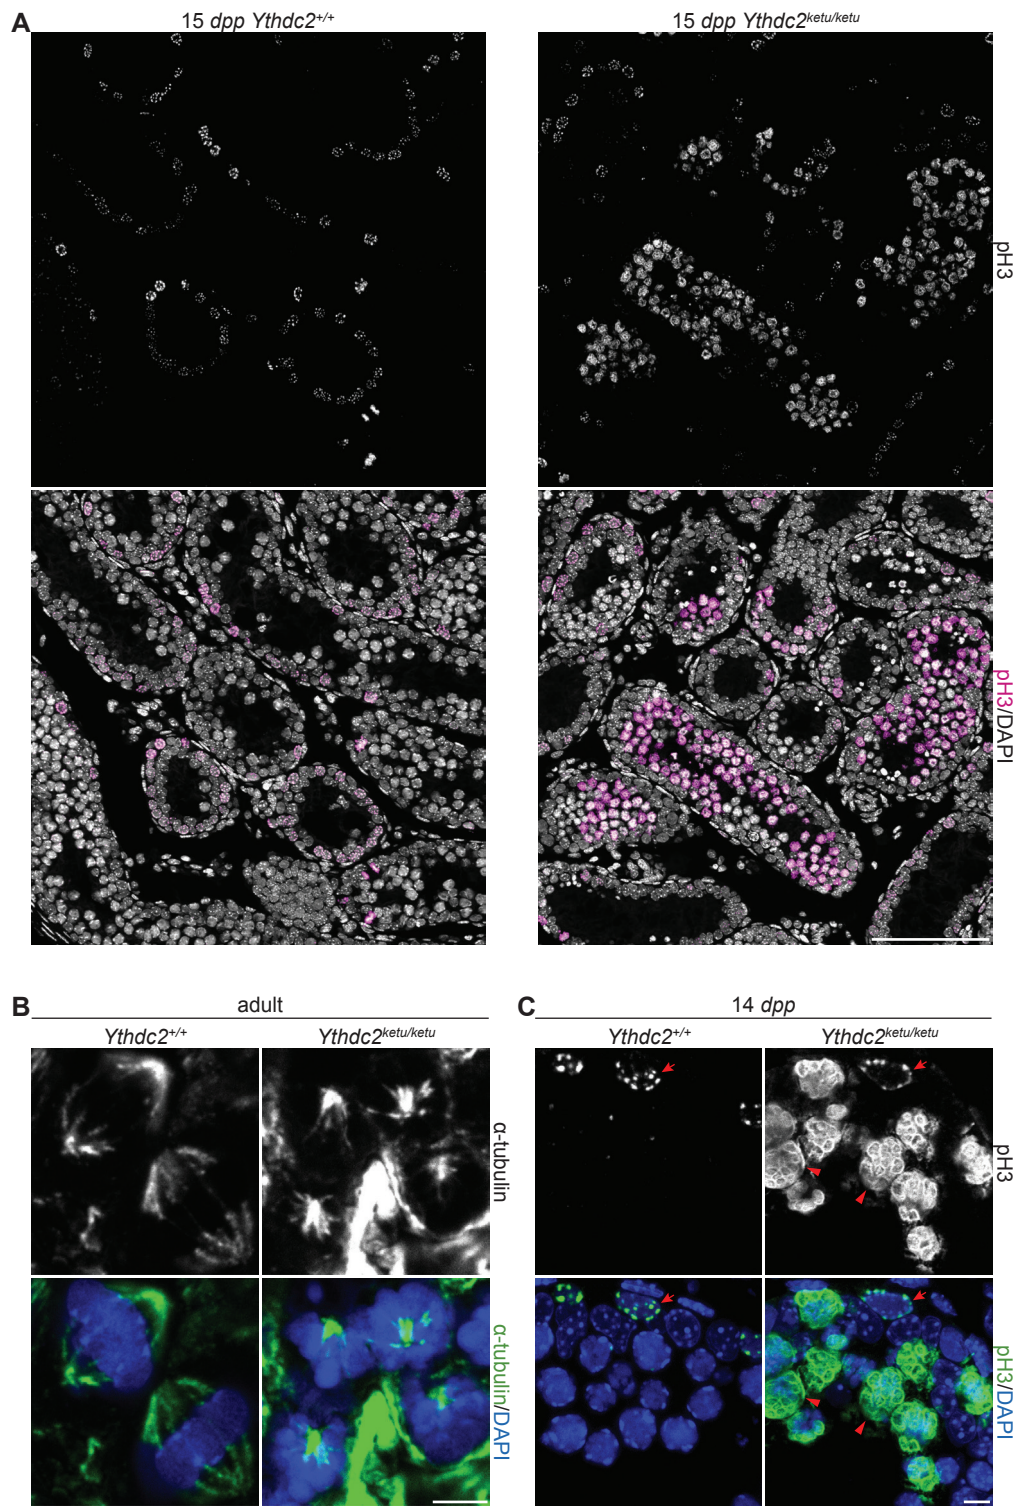 A
15 dpp Ythdc2+/+
15 dpp Ythdc2ketu/ketu
pH3
pH3/DAPI
B
adult
Ythdc2+/+
Ythdc2ketu/ketu
α-tubulin
α-tubulin/DAPI
C
14 dpp
Ythdc2+/+
Ythdc2ketu/ketu
pH3
pH3/DAPI